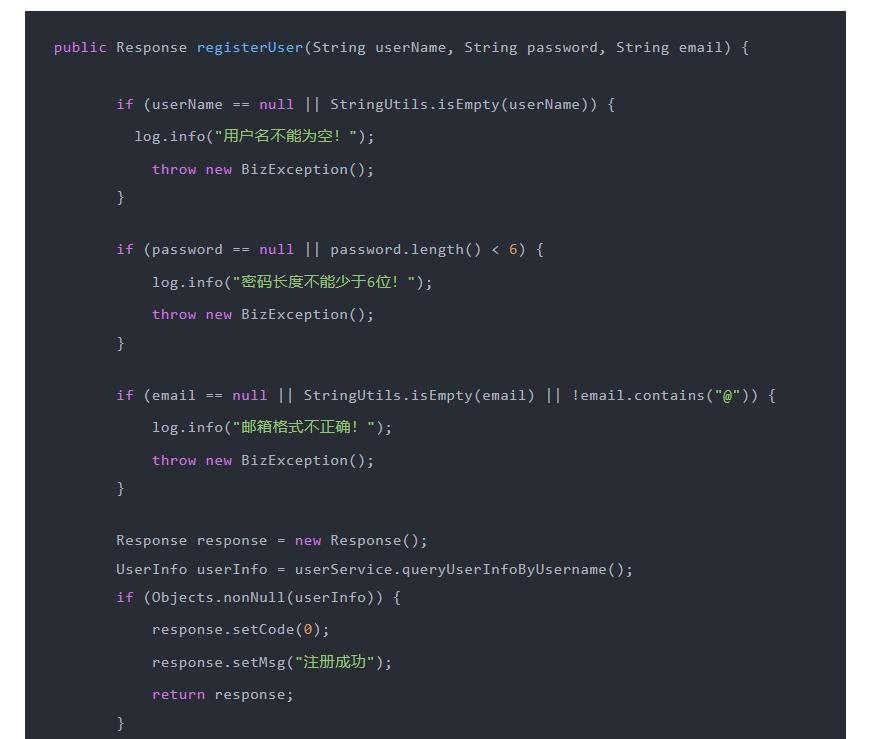 public Response registerUser(String userName, String password, String email) {
if (userName == null || StringUtils.isEmpty(userName)) {
log.info("用户名不能为空！");
throw new BizException();
}
if (password == null || password.length() < 6) {
log.info("密码长度不能少于6位！");
throw new BizException();
}
if (email == null || StringUtils.isEmpty(email) || !email.contains("@")) {
log.info("邮箱格式不正确！");
throw new BizException();
}
Response response = new Response();
UserInfo userInfo = userService.queryUserInfoByUsername();
if (Objects.nonNull(userInfo)) {
response.setCode(0);
response.setMsg("注册成功");
return response;
}